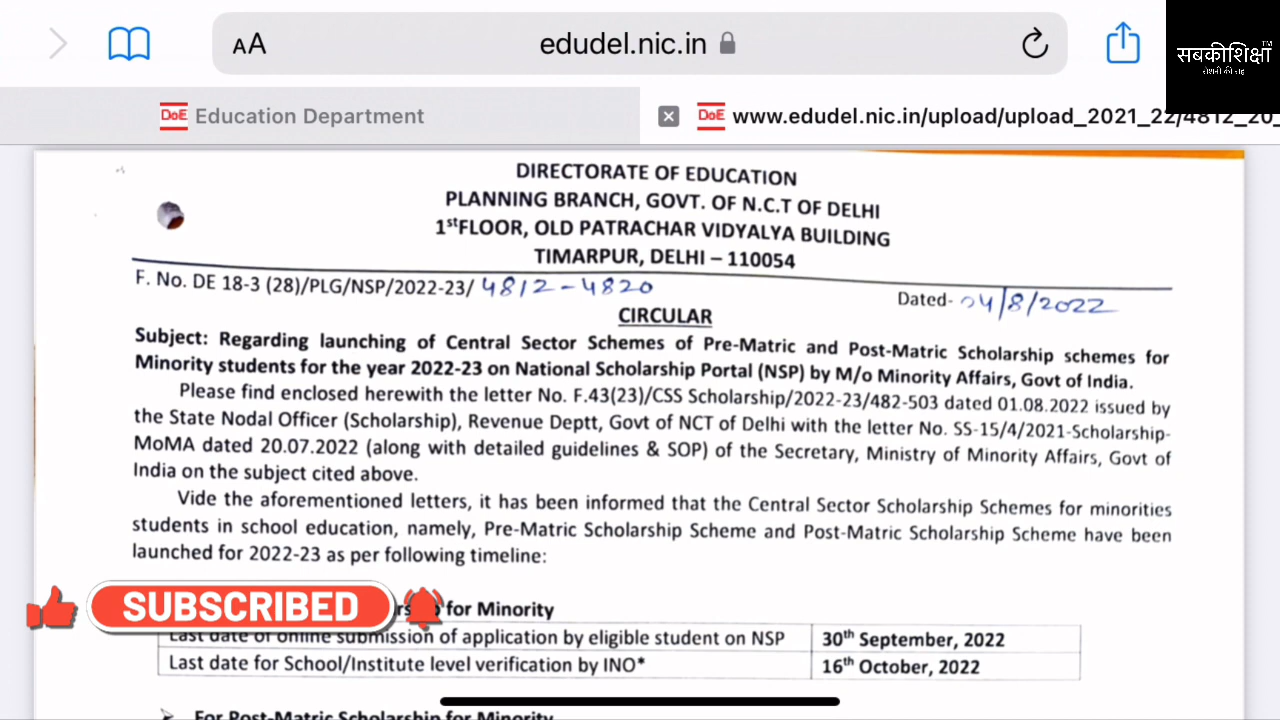 AA edudel.nic.in
सबकीशिक्षा™
रोशनी की राह
DoE Education Department
DoE www.edudel.nic.in/upload/upload_2021_22/4812_20_
DIRECTORATE OF EDUCATION
PLANNING BRANCH, GOVT. OF N.C.T OF DELHI
1stFLOOR, OLD PATRACHAR VIDYALYA BUILDING
TIMARPUR, DELHI – 110054
F. No. DE 18-3 (28)/PLG/NSP/2022-23/ 4812-4820
Dated- 04/8/2022
CIRCULAR
Subject: Regarding launching of Central Sector Schemes of Pre-Matric and Post-Matric Scholarship schemes for
Minority students for the year 2022-23 on National Scholarship Portal (NSP) by M/o Minority Affairs, Govt of India.
Please find enclosed herewith the letter No. F.43(23)/CSS Scholarship/2022-23/482-503 dated 01.08.2022 issued by
the State Nodal Officer (Scholarship), Revenue Deptt, Govt of NCT of Delhi with the letter No. SS-15/4/2021-Scholarship-
MoMA dated 20.07.2022 (along with detailed guidelines & SOP) of the Secretary, Ministry of Minority Affairs, Govt of
India on the subject cited above.
Vide the aforementioned letters, it has been informed that the Central Sector Scholarship Schemes for minorities
students in school education, namely, Pre-Matric Scholarship Scheme and Post-Matric Scholarship Scheme have been
launched for 2022-23 as per following timeline:
SUBSCRIBED
for Minority
Last date of online submission of application by eligible student on NSP 30th September, 2022
Last date for School/Institute level verification by INO* 16th October, 2022
➢ For Post-Matric Scholarship for Minority